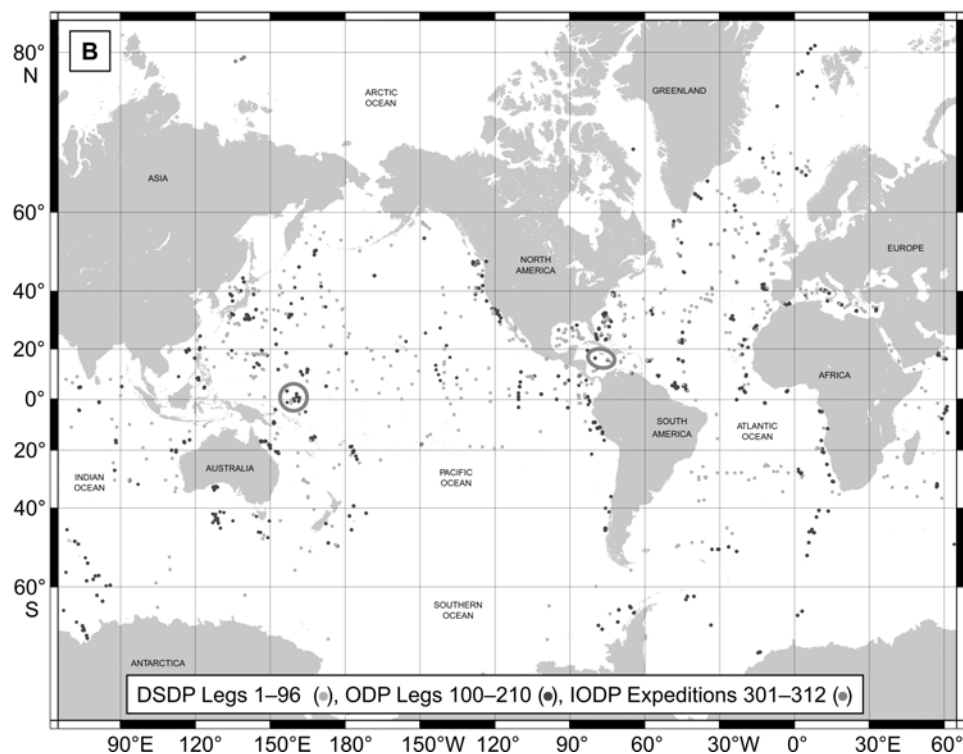 80°
N
B
ARCTIC
OCEAN
GREENLAND
ASIA
60°
EUROPE
NORTH
AMERICA
40°
20°
AFRICA
0°
SOUTH
AMERICA
ATLANTIC
OCEAN
20°
AUSTRALIA
INDIAN
OCEAN
PACIFIC
OCEAN
40°
60°
S
SOUTHERN
OCEAN
ANTARCTICA
DSDP Legs 1–96 (●), ODP Legs 100–210 (●), IODP Expeditions 301–312 (●)
90°E 120° 150°E 180° 150°W 120° 90° 60° 30°W 0° 30°E 60°